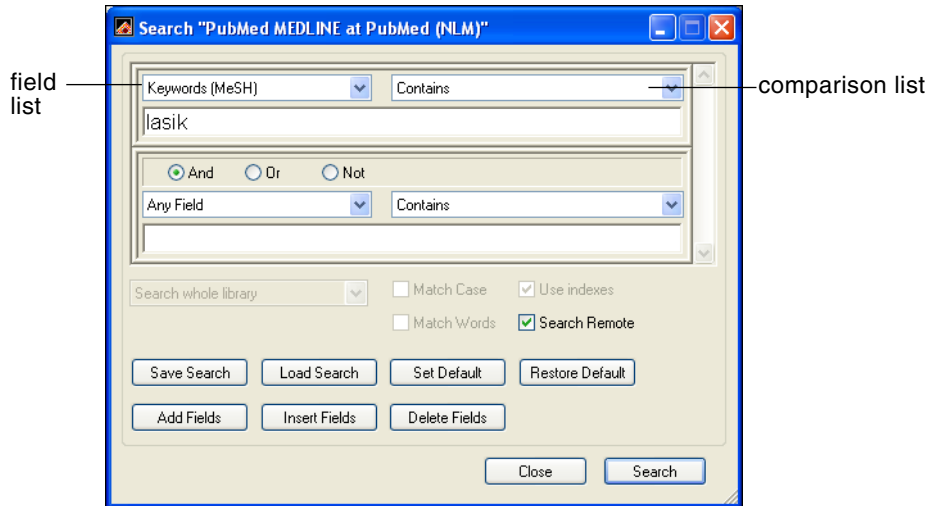 Search "PubMed MEDLINE at PubMed (NLM)"
field
list
Keywords (MeSH) Contains
comparison list
lasik
And Or Not
Any Field Contains
Search whole library Match Case Use indexes
Match Words Search Remote
Save Search Load Search Set Default Restore Default
Add Fields Insert Fields Delete Fields
Close Search